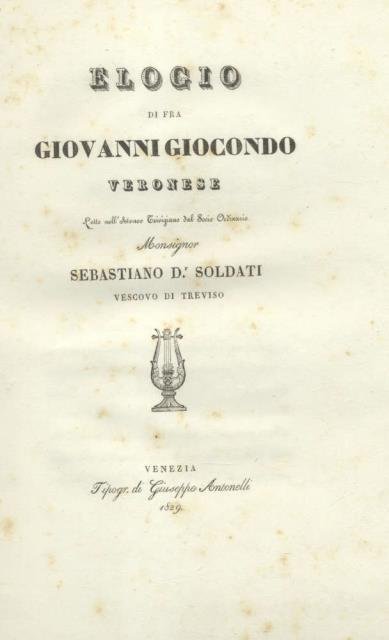 ELOGIO
DI FRA
GIOVANNI GIOCONDO
VERONESE
Letto nell'Ateneo Trivigiano dal Socio Ordinario
Monsignor
SEBASTIANO D.r SOLDATI
VESCOVO DI TREVISO
VENEZIA
Tipogr. di Giuseppe Antonelli
1829.